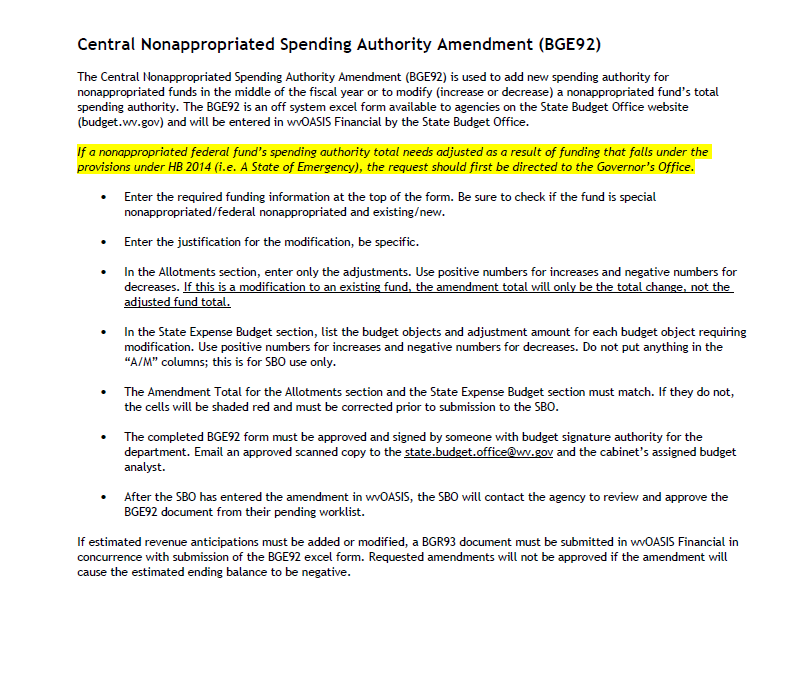 Central Nonappropriated Spending Authority Amendment (BGE92)
The Central Nonappropriated Spending Authority Amendment (BGE92) is used to add new spending authority for
nonappropriated funds in the middle of the fiscal year or to modify (increase or decrease) a nonappropriated fund's total
spending authority. The BGE92 is an off system excel form available to agencies on the State Budget Office website
(budget.wv.gov) and will be entered in wvOASIS Financial by the State Budget Office.
If a nonappropriated federal fund's spending authority total needs adjusted as a result of funding that falls under the
provisions under HB 2014 (i.e. A State of Emergency), the request should first be directed to the Governor's Office.
• Enter the required funding information at the top of the form. Be sure to check if the fund is special
nonappropriated/federal nonappropriated and existing/new.
• Enter the justification for the modification, be specific.
• In the Allotments section, enter only the adjustments. Use positive numbers for increases and negative numbers for
decreases. If this is a modification to an existing fund, the amendment total will only be the total change, not the
adjusted fund total.
• In the State Expense Budget section, list the budget objects and adjustment amount for each budget object requiring
modification. Use positive numbers for increases and negative numbers for decreases. Do not put anything in the
"A/M" columns; this is for SBO use only.
• The Amendment Total for the Allotments section and the State Expense Budget section must match. If they do not,
the cells will be shaded red and must be corrected prior to submission to the SBO.
• The completed BGE92 form must be approved and signed by someone with budget signature authority for the
department. Email an approved scanned copy to the state.budget.office@wv.gov and the cabinet's assigned budget
analyst.
• After the SBO has entered the amendment in wvOASIS, the SBO will contact the agency to review and approve the
BGE92 document from their pending worklist.
If estimated revenue anticipations must be added or modified, a BGR93 document must be submitted in wvOASIS Financial in
concurrence with submission of the BGE92 excel form. Requested amendments will not be approved if the amendment will
cause the estimated ending balance to be negative.